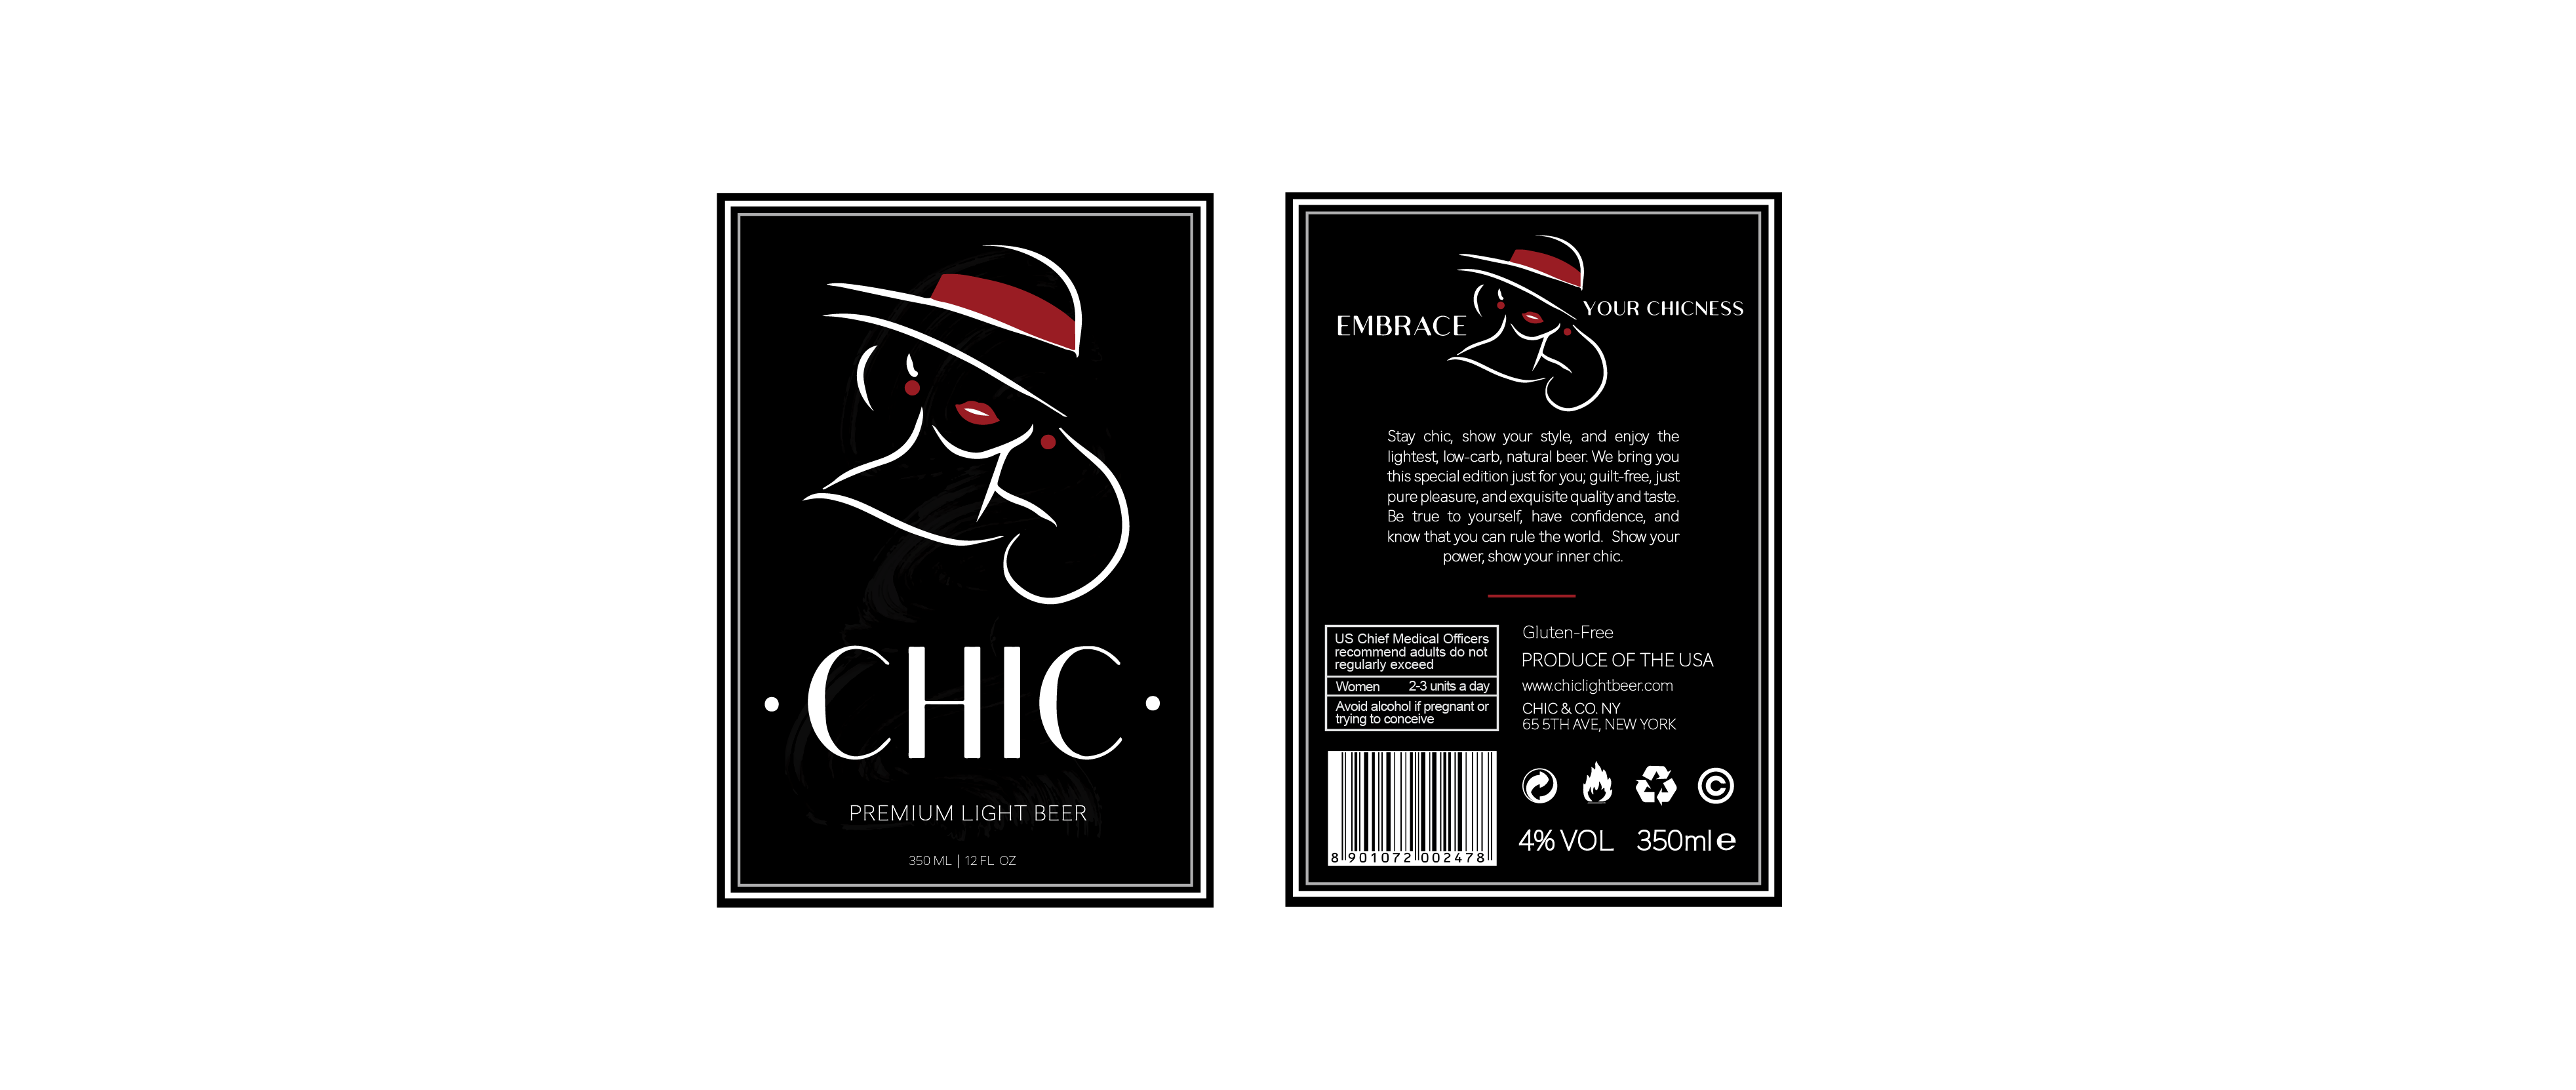 CHIC
PREMIUM LIGHT BEER
350 ML | 12 FL OZ
EMBRACE YOUR CHICNESS
Stay chic, show your style, and enjoy the
lightest, low-carb, natural beer. We bring you
this special edition just for you; guilt-free, just
pure pleasure, and exquisite quality and taste.
Be true to yourself, have confidence, and
know that you can rule the world. Show your
power, show your inner chic.
US Chief Medical Officers
recommend adults do not
regularly exceed
Women 2-3 units a day
Avoid alcohol if pregnant or
trying to conceive
Gluten-Free
PRODUCE OF THE USA
www.chiclightbeer.com
CHIC & CO. NY
65 5TH AVE, NEW YORK
©
8 901072 002478
4% VOL 350ml e